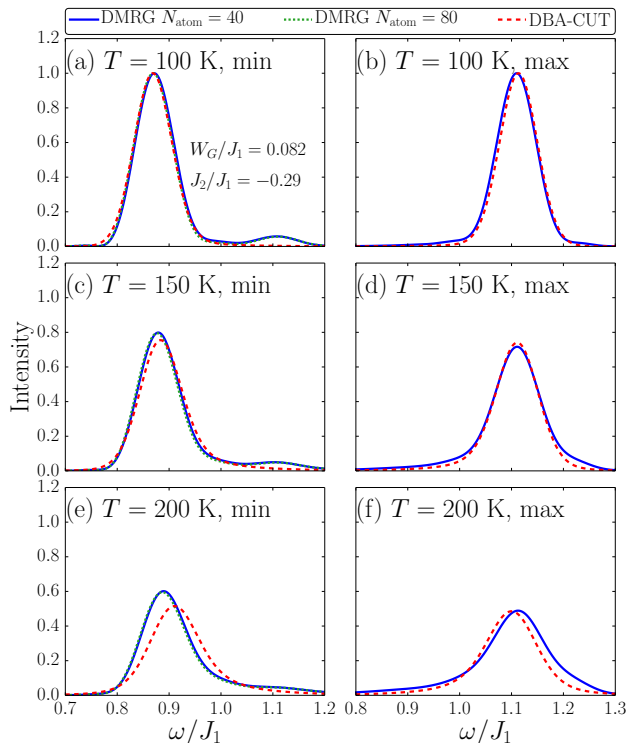 DMRG N_atom = 40 DMRG N_atom = 80 DBA-CUT
(a) T = 100 K, min
(b) T = 100 K, max
W_G/J_1 = 0.082
J_2/J_1 = −0.29
1.2
1.0
0.8
0.6
0.4
0.2
0.0
(c) T = 150 K, min
(d) T = 150 K, max
Intensity
1.2
1.0
0.8
0.6
0.4
0.2
0.0
(e) T = 200 K, min
(f) T = 200 K, max
1.2
1.0
0.8
0.6
0.4
0.2
0.0
0.7 0.8 0.9 1.0 1.1 1.2
0.8 0.9 1.0 1.1 1.2 1.3
ω/J_1 ω/J_1